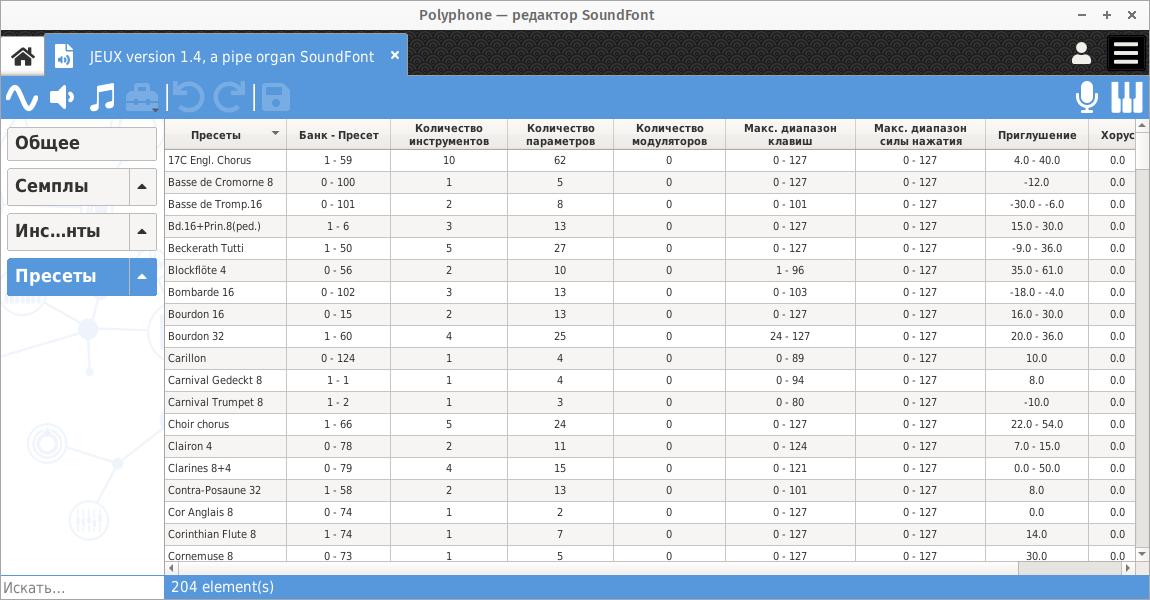 Polyphone — редактор SoundFont
JEUX version 1.4, a pipe organ SoundFont
Общее
Семплы
Инс...нты
Пресеты
Пресеты Банк - Пресет Количество инструментов Количество параметров Количество модуляторов Макс. диапазон клавиш Макс. диапазон силы нажатия Приглушение Хорус
17C Engl. Chorus 1 - 59 10 62 0 0 - 127 0 - 127 4.0 - 40.0 0.0
Basse de Cromorne 8 0 - 100 1 5 0 0 - 127 0 - 127 -12.0 0.0
Basse de Tromp.16 0 - 101 2 8 0 0 - 101 0 - 127 -30.0 - -6.0 0.0
Bd.16+Prin.8(ped.) 1 - 6 3 13 0 0 - 127 0 - 127 15.0 - 30.0 0.0
Beckerath Tutti 1 - 50 5 27 0 0 - 127 0 - 127 -9.0 - 36.0 0.0
Blockflöte 4 0 - 56 2 10 0 1 - 96 0 - 127 35.0 - 61.0 0.0
Bombarde 16 0 - 102 3 13 0 0 - 103 0 - 127 -18.0 - -4.0 0.0
Bourdon 16 0 - 15 2 13 0 0 - 127 0 - 127 16.0 - 30.0 0.0
Bourdon 32 1 - 60 4 25 0 24 - 127 0 - 127 20.0 - 36.0 0.0
Carillon 0 - 124 1 4 0 0 - 89 0 - 127 10.0 0.0
Carnival Gedeckt 8 1 - 1 1 4 0 0 - 94 0 - 127 8.0 0.0
Carnival Trumpet 8 1 - 2 1 3 0 0 - 80 0 - 127 -10.0 0.0
Choir chorus 1 - 66 5 24 0 0 - 127 0 - 127 22.0 - 54.0 0.0
Clairon 4 0 - 78 2 11 0 0 - 124 0 - 127 7.0 - 15.0 0.0
Clarines 8+4 0 - 79 4 15 0 0 - 121 0 - 127 0.0 - 50.0 0.0
Contra-Posaune 32 1 - 58 2 13 0 0 - 101 0 - 127 8.0 0.0
Cor Anglais 8 0 - 74 1 2 0 0 - 127 0 - 127 0.0 0.0
Corinthian Flute 8 1 - 74 1 7 0 0 - 127 0 - 127 14.0 0.0
Cornemuse 8 0 - 73 1 5 0 0 - 127 0 - 127 30.0 0.0
Искать...
204 element(s)